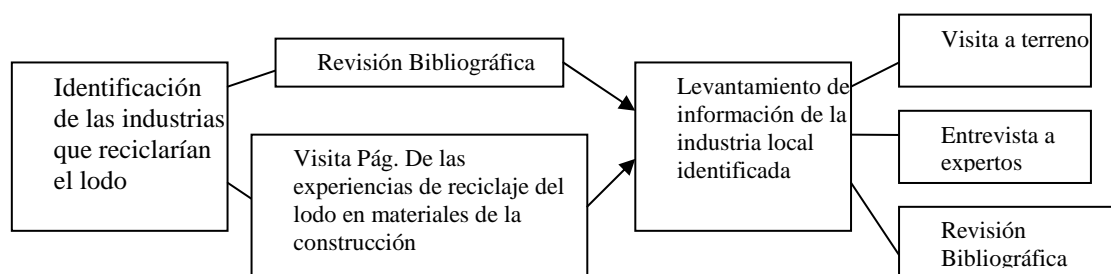 Identificación
de las industrias
que reciclarían
el lodo
Revisión Bibliográfica
Visita Pág. De las
experiencias de reciclaje del
lodo en materiales de la
construcción
Levantamiento de
información de la
industria local
identificada
Visita a terreno
Entrevista a
expertos
Revisión
Bibliográfica